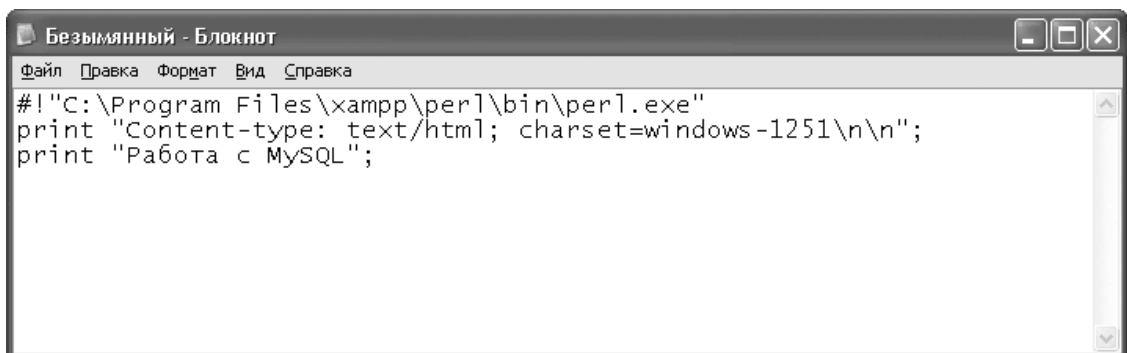 Безымянный - Блокнот
Файл Правка Формат Вид Справка
#!"C:\Program Files\xampp\perl\bin\perl.exe"
print "Content-type: text/html; charset=windows-1251\n\n";
print "Работа с MySQL";